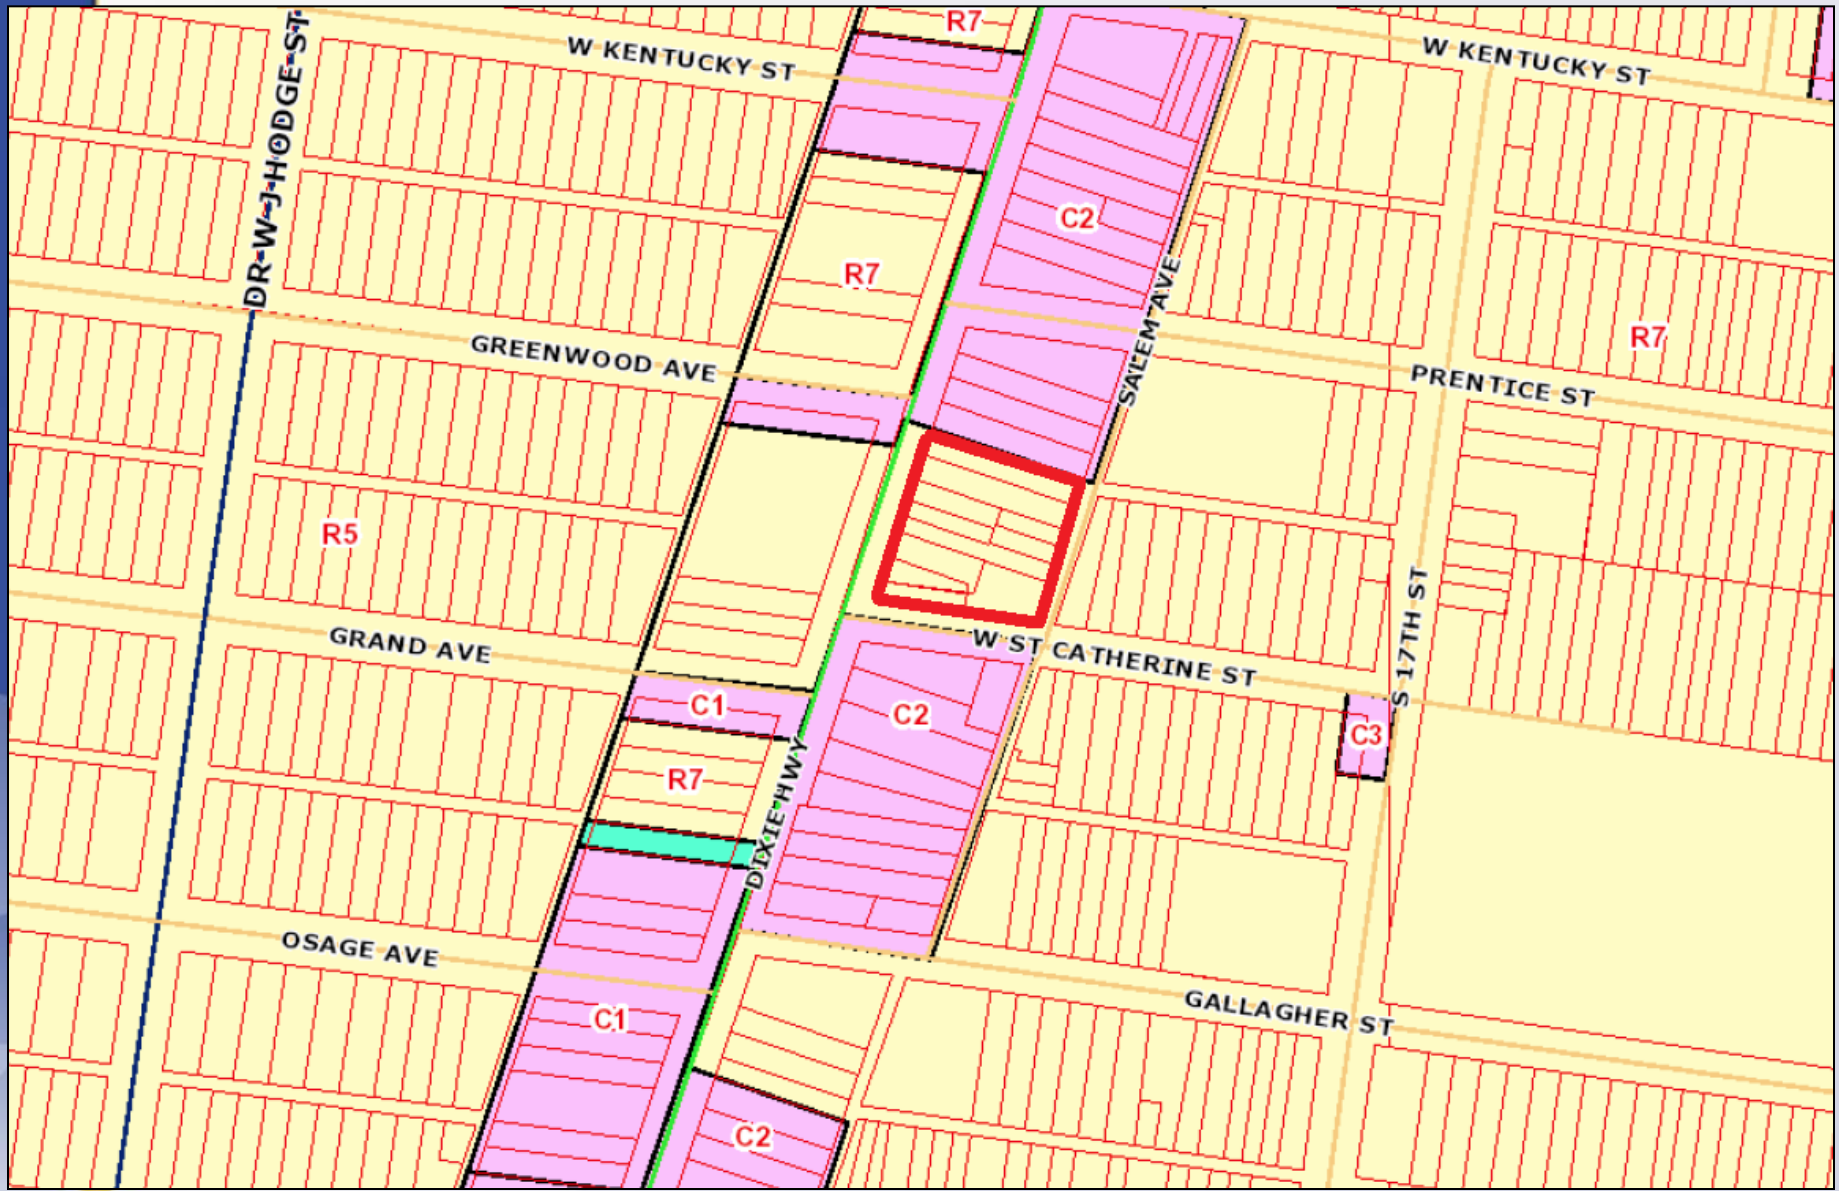 R7
W KENTUCKY ST
W KENTUCKY ST
DR W J HODGE ST
C2
R7
SALEM AVE
R7
GREENWOOD AVE
PRENTICE ST
R5
S 17TH ST
W ST CATHERINE ST
GRAND AVE
C1
C2
C3
R7
DIXIE HWY
OSAGE AVE
GALLAGHER ST
C1
C2